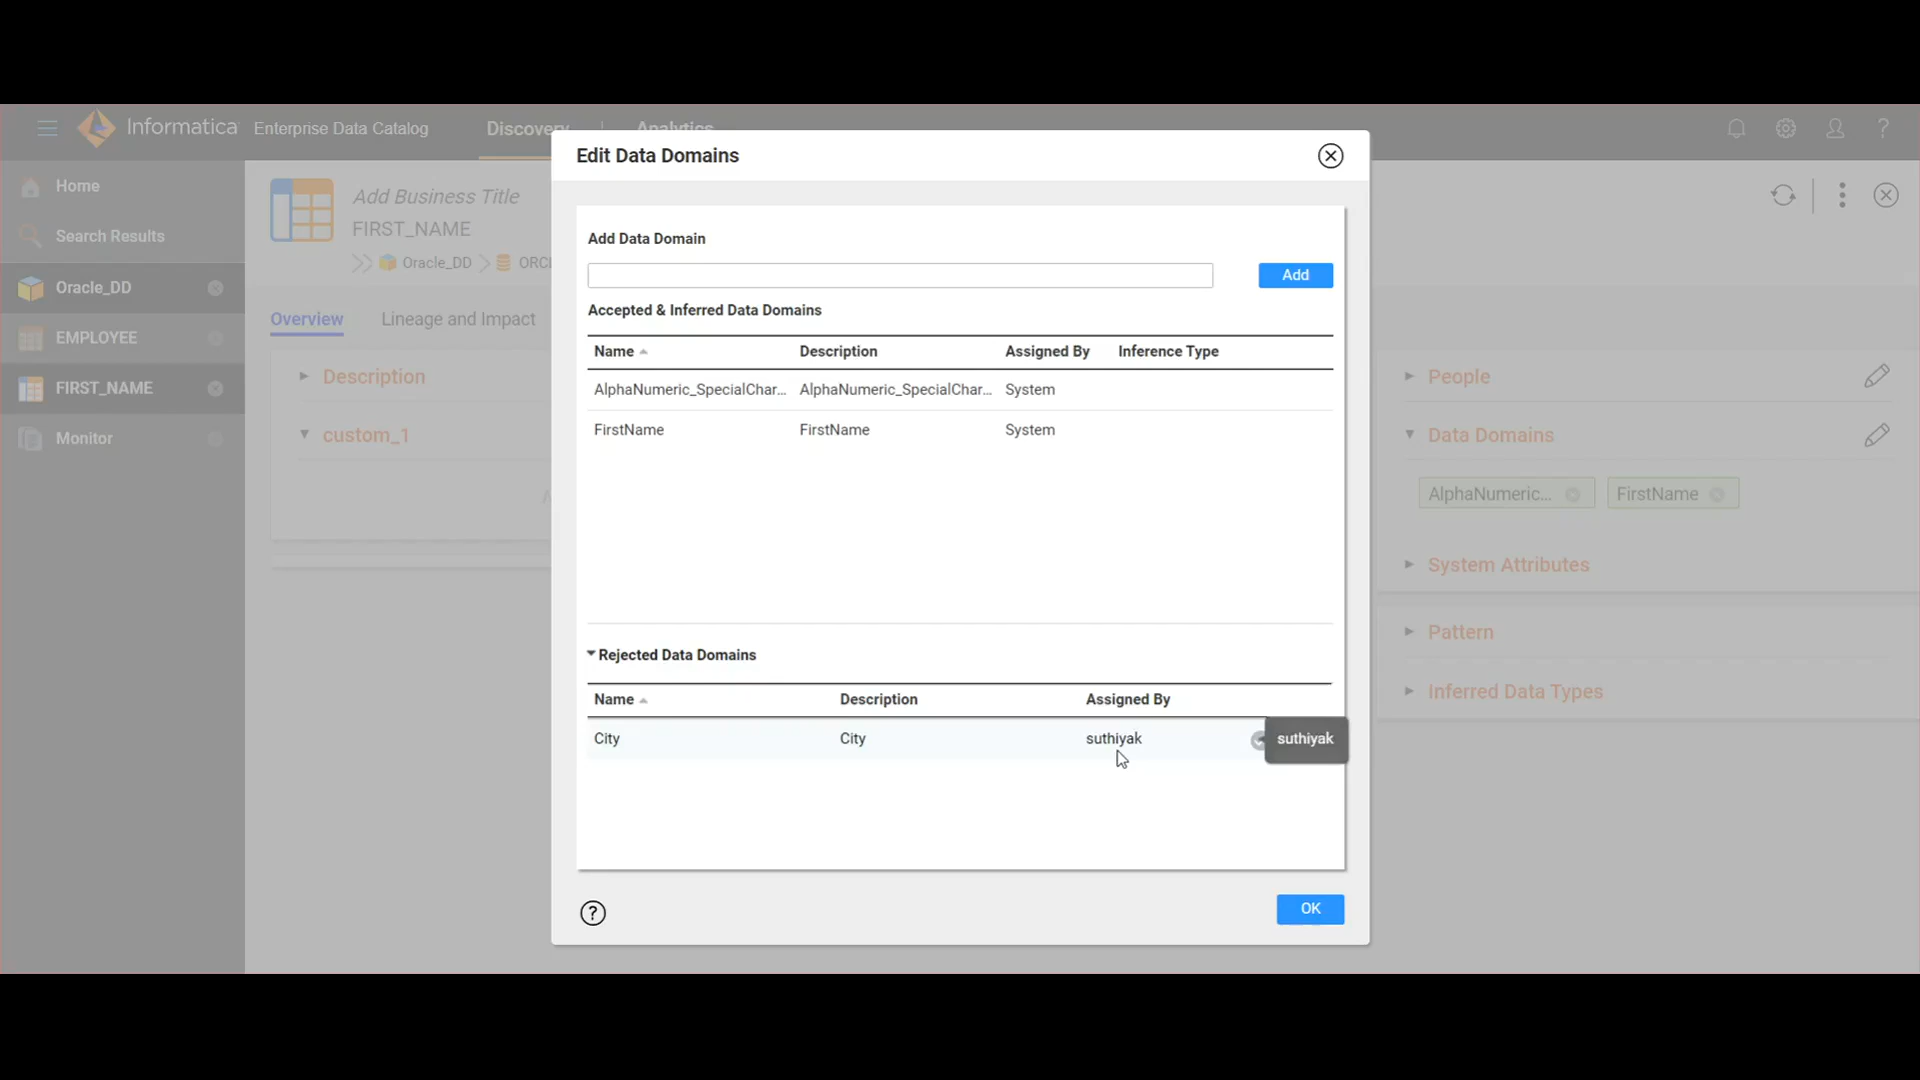 Informatica Enterprise Data Catalog Discovery | Analytics
Edit Data Domains
Home
Search Results
Oracle_DD
EMPLOYEE
FIRST_NAME
Monitor
Add Business Title
FIRST_NAME
Oracle_DD
Overview Lineage and Impact
Description
custom_1
Add Data Domain
Add
Accepted & Inferred Data Domains
Name Description Assigned By Inference Type
AlphaNumeric_SpecialChar... AlphaNumeric_SpecialChar... System
FirstName FirstName System
Rejected Data Domains
Name Description Assigned By
City City suthiyak suthiyak
? OK
People
Data Domains
AlphaNumeric... FirstName
System Attributes
Pattern
Inferred Data Types